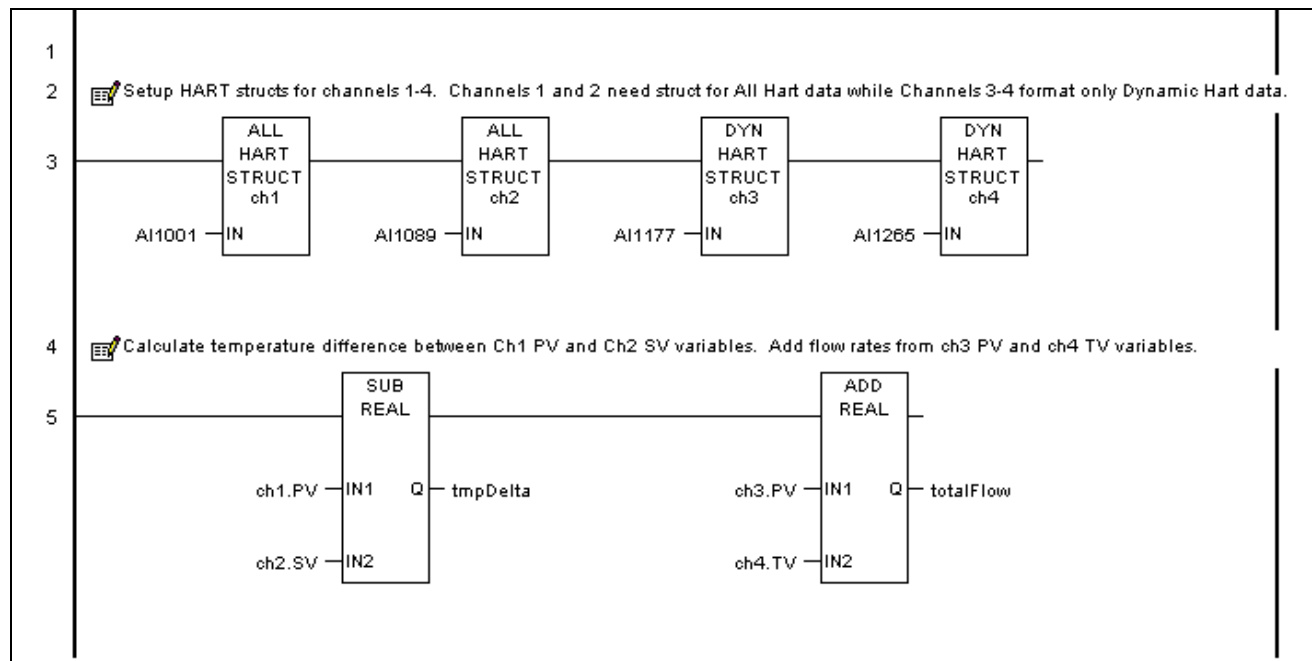 1
2 Setup HART structs for channels 1-4. Channels 1 and 2 need struct for All Hart data while Channels 3-4 format only Dynamic Hart data.
ALL ALL DYN DYN
HART HART HART HART
3 STRUCT STRUCT STRUCT STRUCT
ch1 ch2 ch3 ch4
AI1001 IN AI1089 IN AI1177 IN AI1265 IN
4 Calculate temperature difference between Ch1 PV and Ch2 SV variables. Add flow rates from ch3 PV and ch4 TV variables.
SUB ADD
5 REAL REAL
ch1.PV IN1 Q tmpDelta ch3.PV IN1 Q totalFlow
ch2.SV IN2 ch4.TV IN2